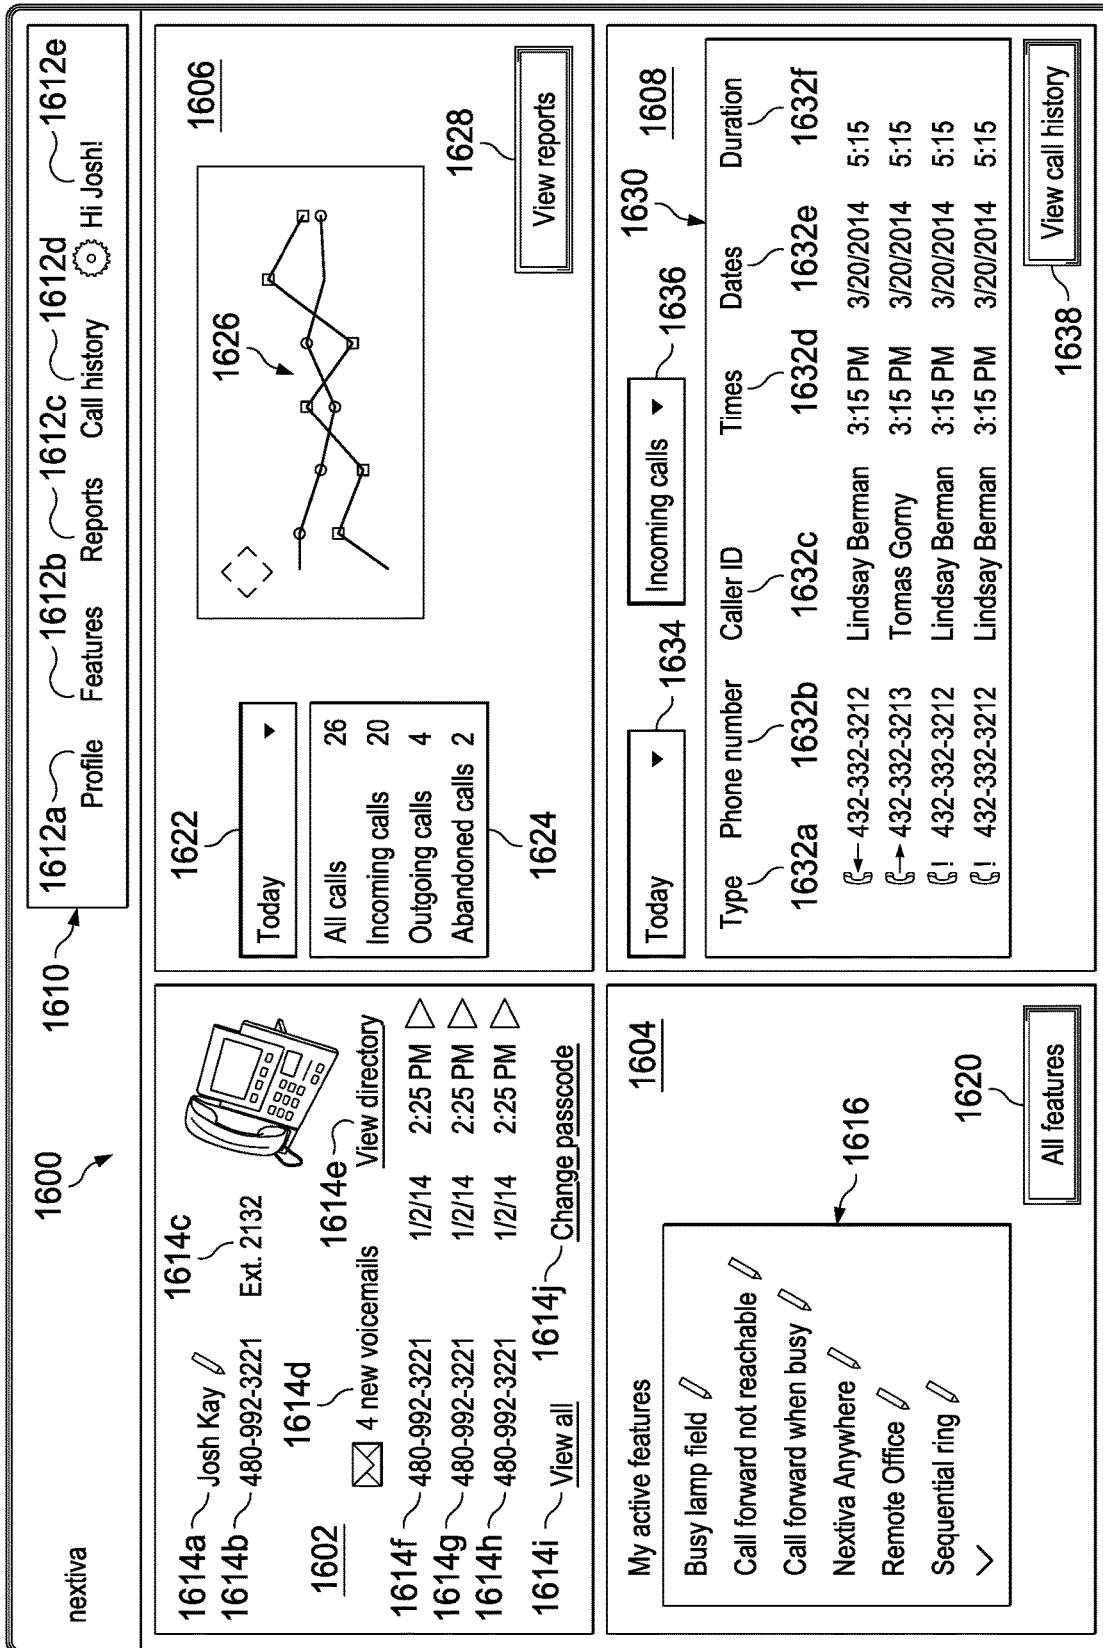 nextiva
1600
1610
1612a
1612b
1612c
1612d
1612e
Profile
Features
Reports
Call history
Hi Josh!
1614a
Josh Kay
1614b
480-992-3221
1614c
Ext. 2132
1614d
4 new voicemails
1614e
View directory
1602
1614f
480-992-3221 1/2/14 2:25 PM
1614g
480-992-3221 1/2/14 2:25 PM
1614h
480-992-3221 1/2/14 2:25 PM
1614i
View all
1614j
Change passcode
1622
1606
Today
All calls 26
Incoming calls 20
Outgoing calls 4
Abandoned calls 2
1624
1626
1628
View reports
1604
My active features
Busy lamp field
Call forward not reachable
Call forward when busy
Nextiva Anywhere
Remote Office
Sequential ring
1616
1620
All features
1608
1634
1636
1630
Today
Incoming calls
Type Phone number Caller ID Times Dates Duration
1632a 1632b 1632c 1632d 1632e 1632f
432-332-3212 Lindsay Berman 3:15 PM 3/20/2014 5:15
432-332-3213 Tomas Gorny 3:15 PM 3/20/2014 5:15
! 432-332-3212 Lindsay Berman 3:15 PM 3/20/2014 5:15
! 432-332-3212 Lindsay Berman 3:15 PM 3/20/2014 5:15
1638
View call history